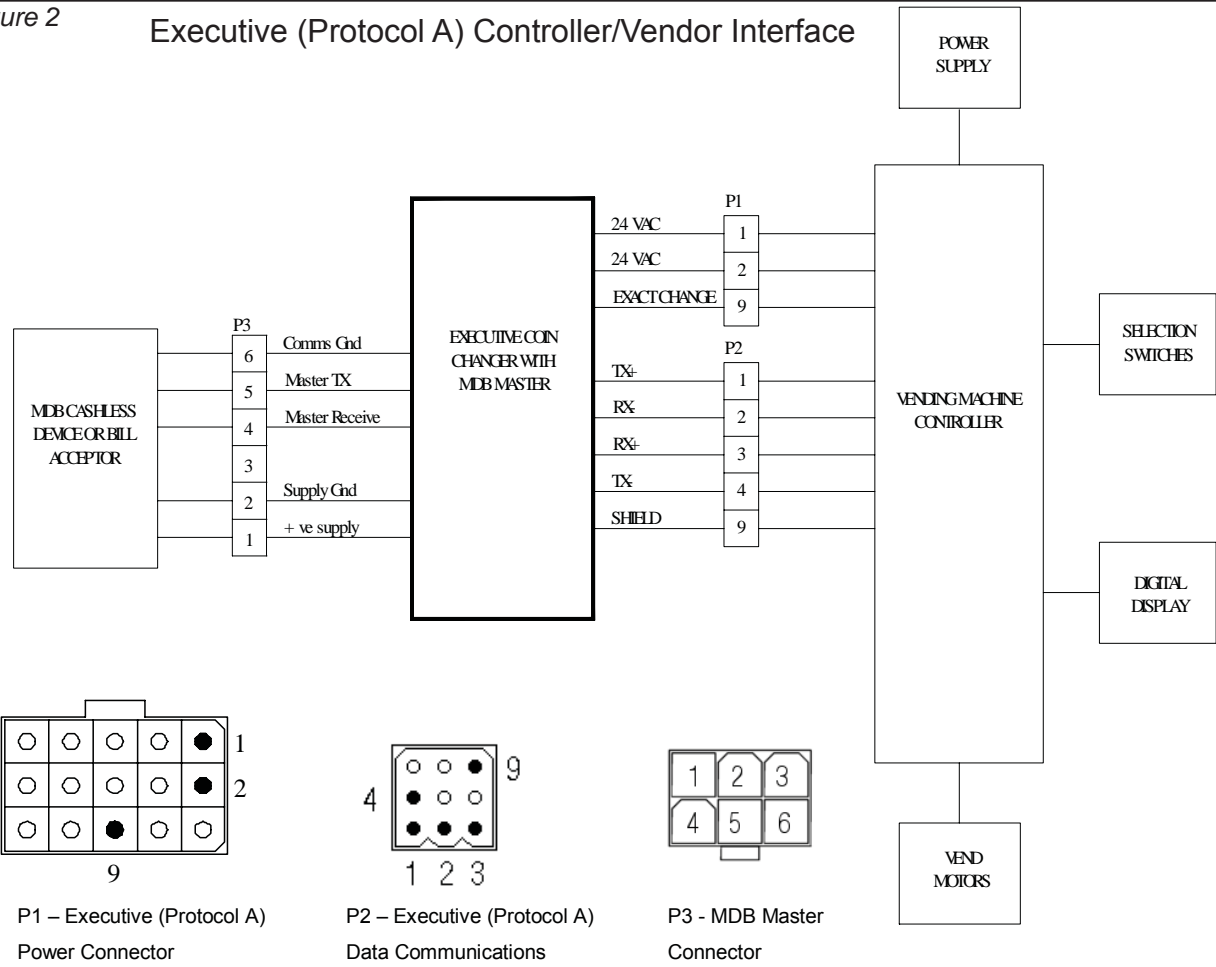 ure 2
Executive (Protocol A) Controller/Vendor Interface
POWER
SUPPLY
P1
24 VAC
1
24 VAC
2
EXACT CHANGE
9
P2
TX+
1
RX-
2
RX+
3
TX-
4
SHIELD
9
P3
6
Comms Gnd
5
Master TX
4
Master Receive
3
2
Supply Gnd
1
+ ve supply
MDB CASHLESS
DEVICE OR BILL
ACCEPTOR
EXECUTIVE COIN
CHANGER WITH
MDB MASTER
VENDING MACHINE
CONTROLLER
SELECTION
SWITCHES
DIGITAL
DISPLAY
VEND
MOTORS
1
2
9
9
4
1 2 3
1 2 3
4 5 6
P1 – Executive (Protocol A)
Power Connector
P2 – Executive (Protocol A)
Data Communications
P3 - MDB Master
Connector